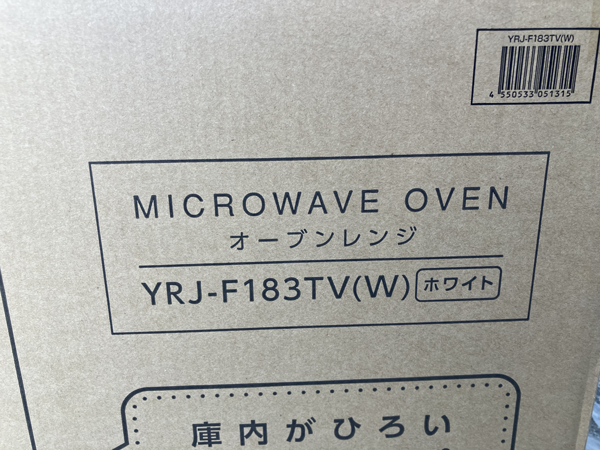 YRJ-F183TV(W)
4 550533 051315
MICROWAVE OVEN
オーブンレンジ
YRJ-F183TV(W) ホワイト
庫内がひろい